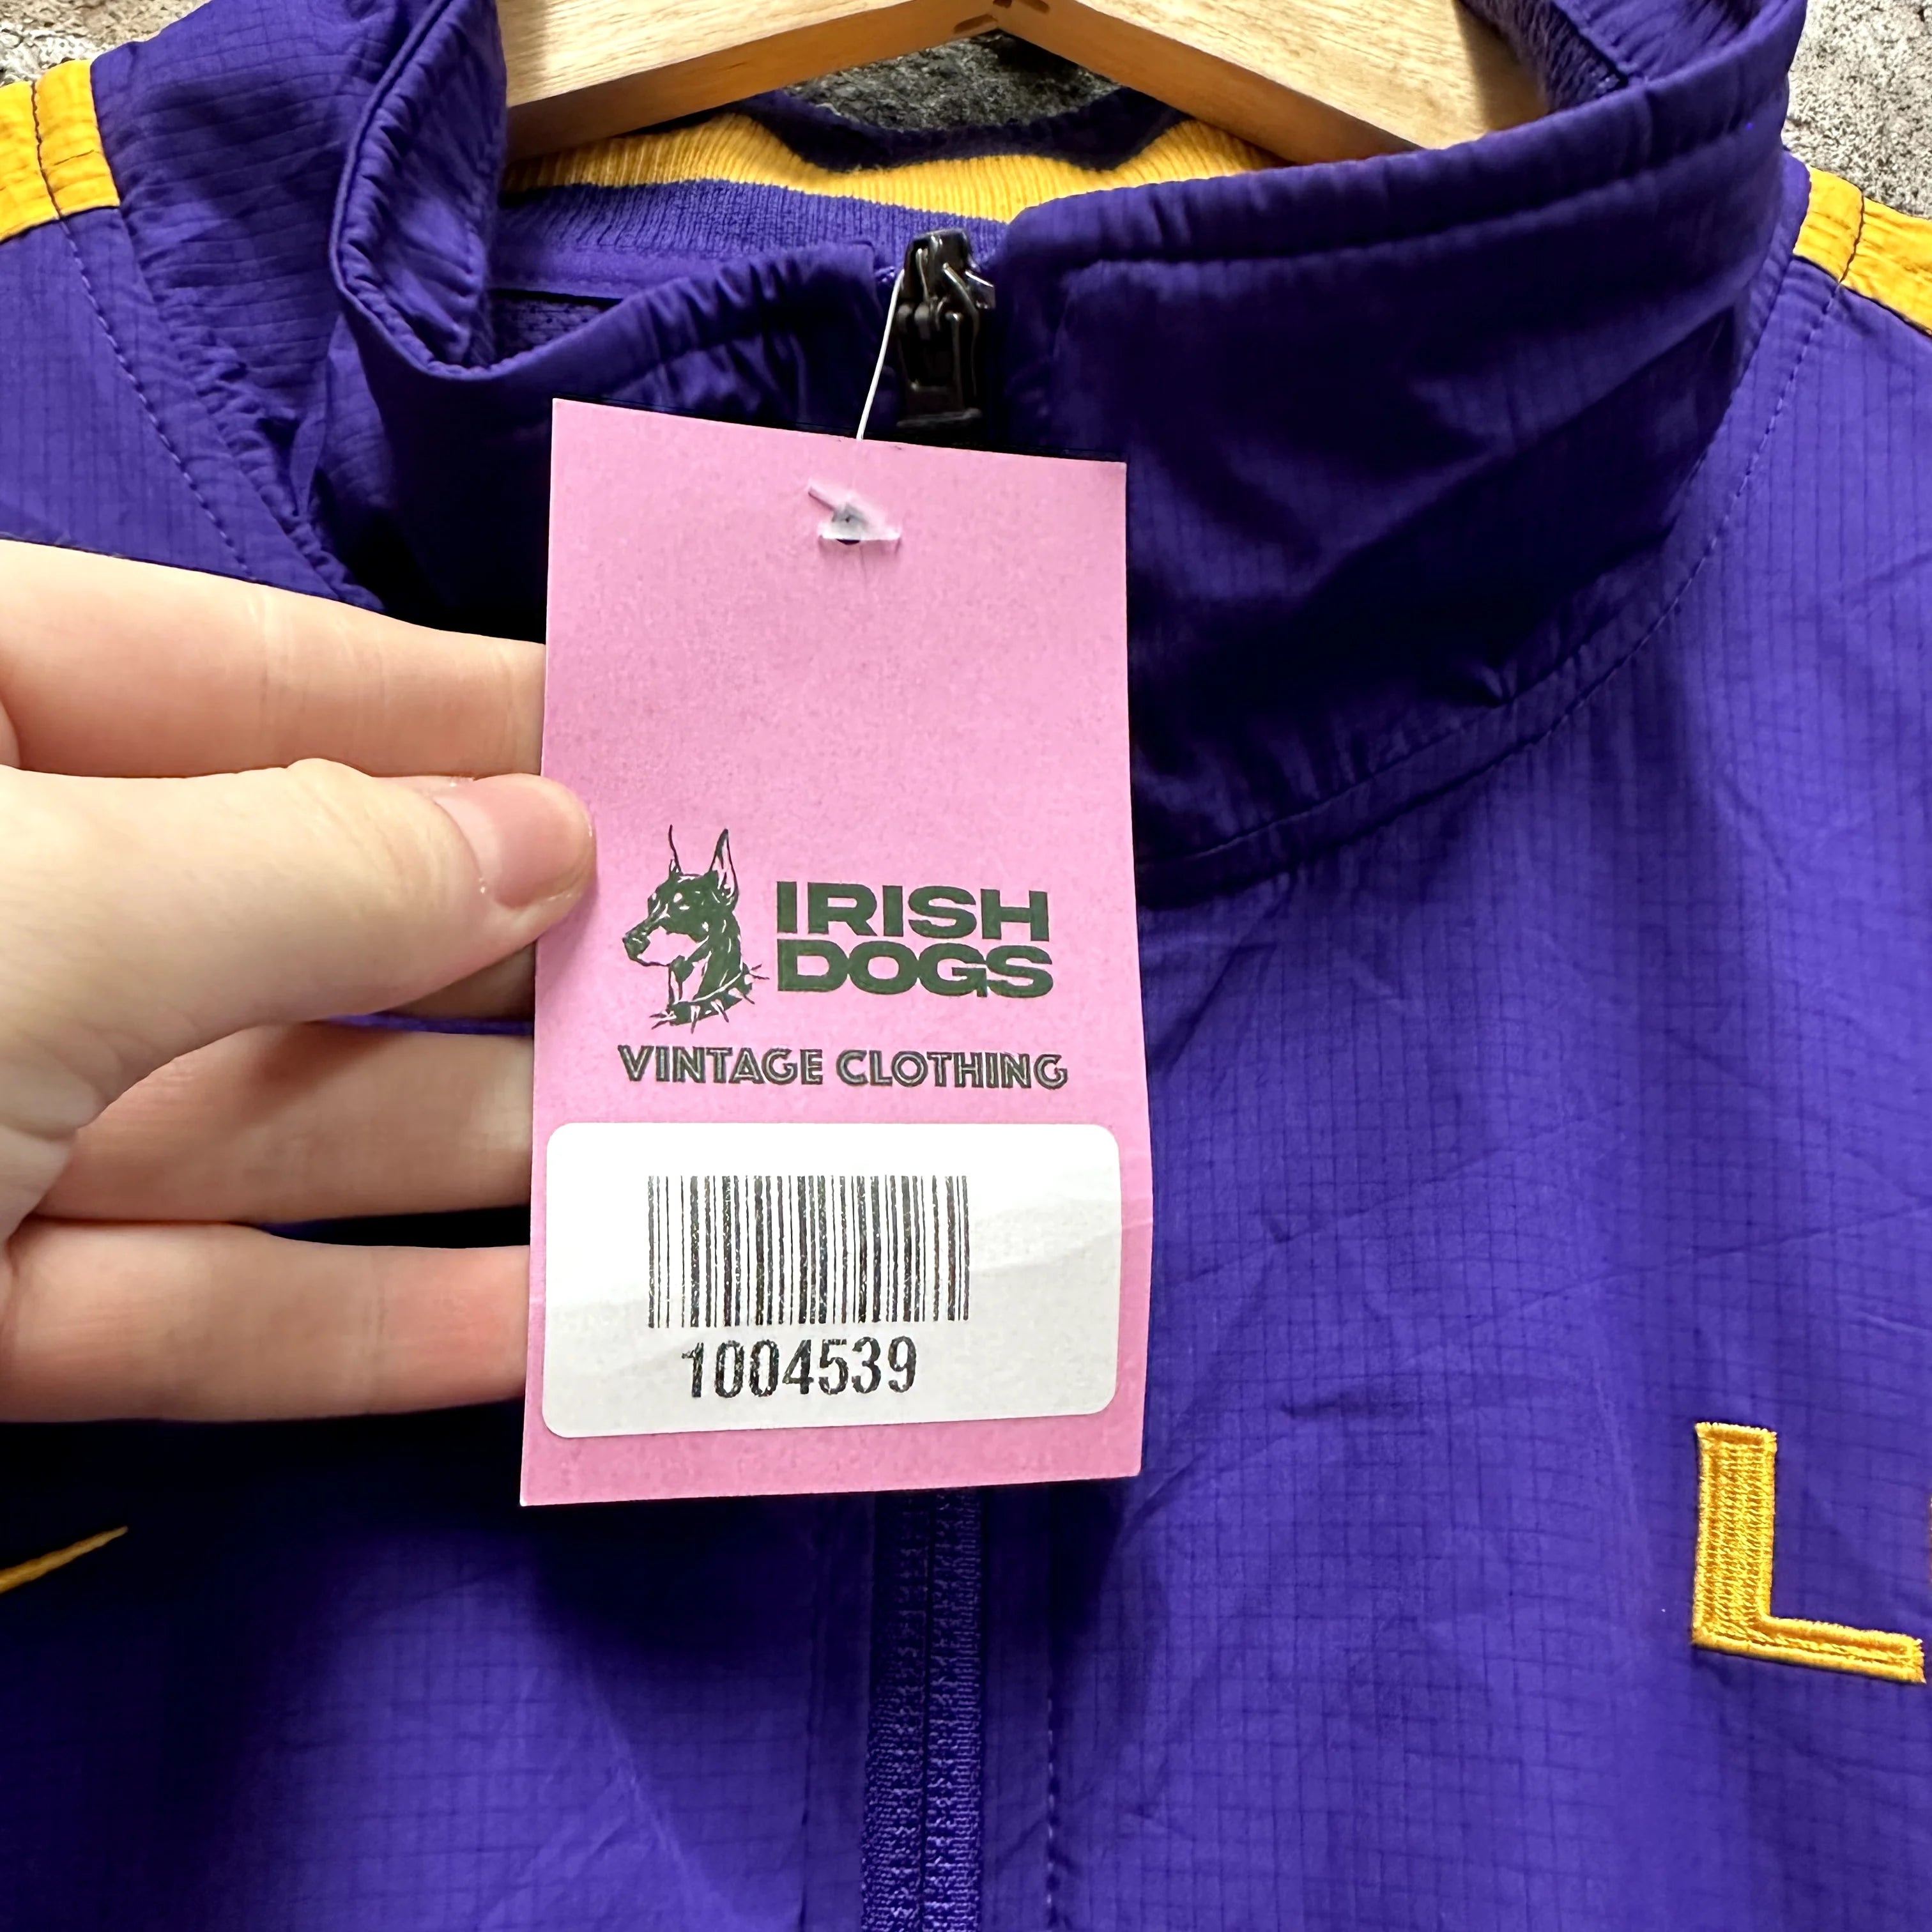 IRISH
DOGS
VINTAGE CLOTHING
1004539
L